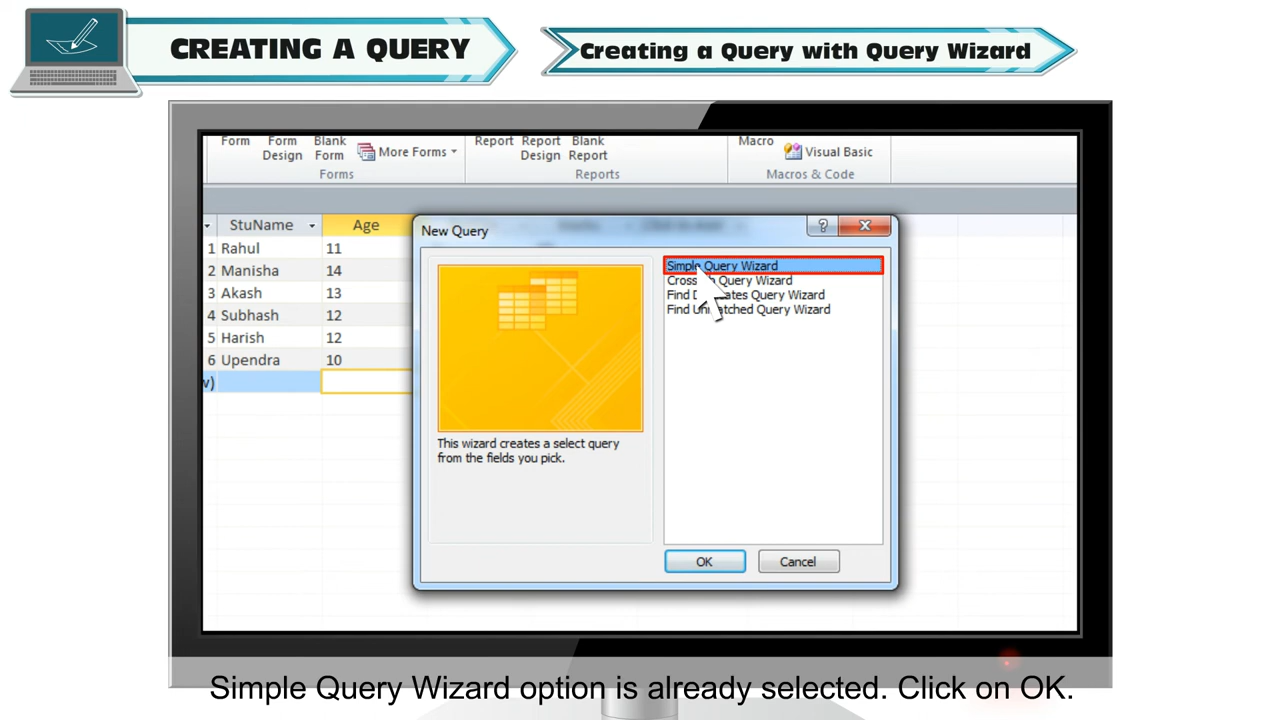 CREATING A QUERY
Creating a Query with Query Wizard
Form
Form Design
Blank Form
More Forms
Forms
Report
Report Design
Blank Report
Reports
Macro
Visual Basic
Macros & Code
StuName Age
1 Rahul 11
2 Manisha 14
3 Akash 13
4 Subhash 12
5 Harish 12
6 Upendra 10
New Query
Simple Query Wizard
Query Wizard
Query Wizard
Query Wizard
This wizard creates a select query
from the fields you pick.
OK Cancel
Simple Query Wizard option is already selected. Click on OK.